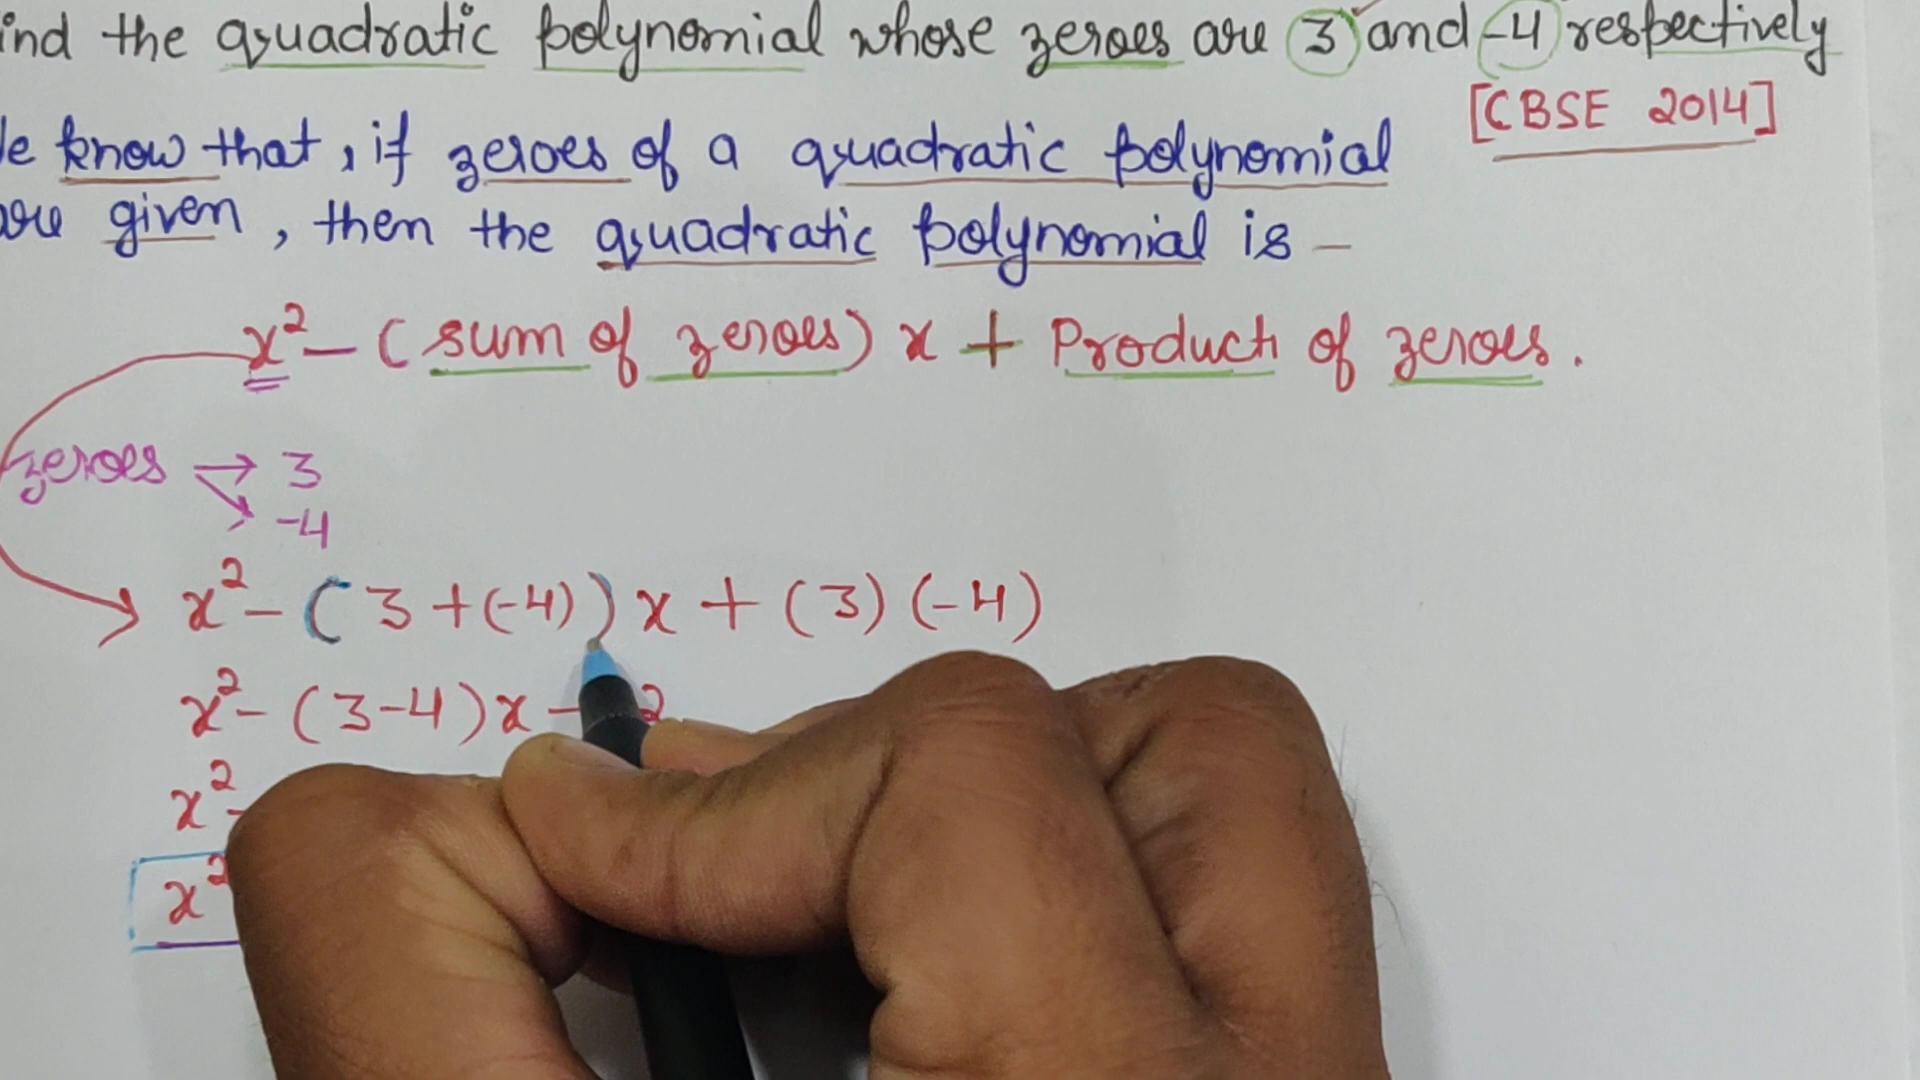 ind the quadratic polynomial whose zeroes are 3 and -4 respectively
[CBSE 2014]
e know that, if zeroes of a quadratic polynomial
are given, then the quadratic polynomial is –
x² – (sum of zeroes) x + Product of zeroes.
zeroes → 3
→ -4
x² – (3 + (-4)) x + (3) (-4)
x² – (3-4)x –
x² –
x²